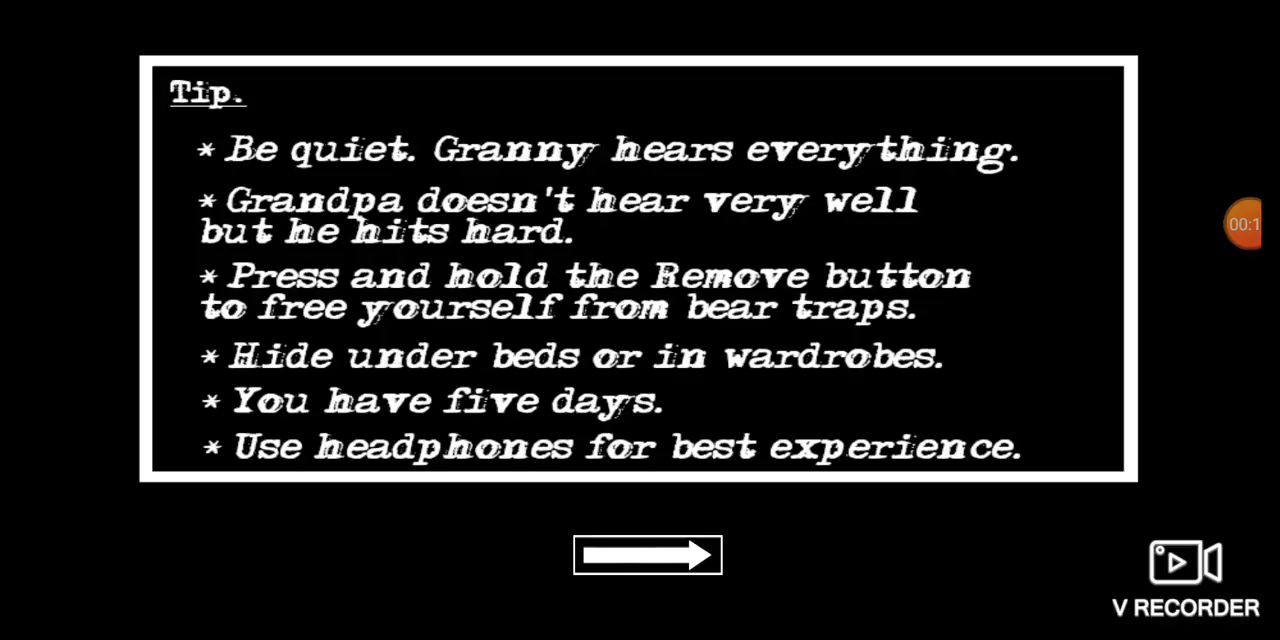 Tip.
* Be quiet. Granny hears everything.
* Grandpa doesn't hear very well
but he hits hard.
* Press and hold the Remove button
to free yourself from bear traps.
* Hide under beds or in wardrobes.
* You have five days.
* Use headphones for best experience.
00:1
V RECORDER